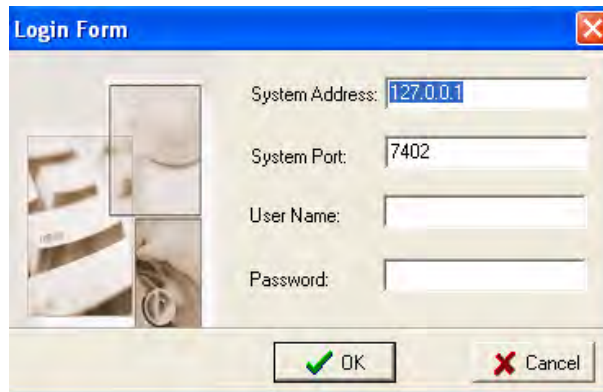 Login Form
System Address: 127.0.0.1
System Port: 7402
User Name:
Password:
OK Cancel